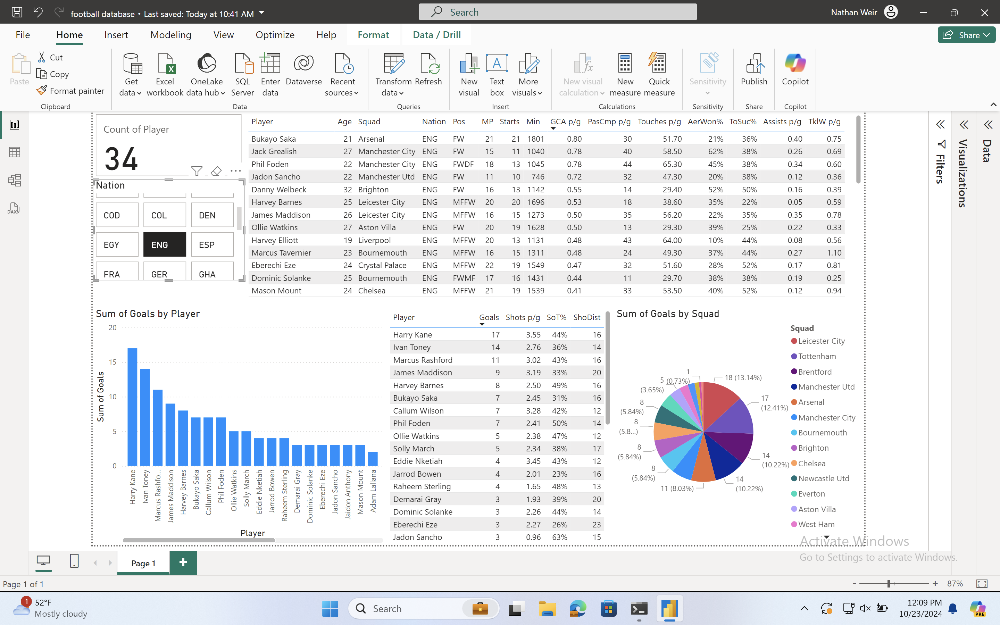 football database • Last saved: Today at 10:41 AM
Search
Nathan Weir
File Home Insert Modeling View Optimize Help Format Data / Drill
Share
Paste
Cut
Copy
Format painter
Clipboard
Get data
Excel workbook
OneLake data hub
SQL Server
Enter data
Dataverse
Recent sources
Data
Transform data
Refresh
Queries
New visual
Text box
More visuals
Insert
New visual calculation
New measure
Quick measure
Calculations
Sensitivity
Sensitivity
Publish
Share
Copilot
Copilot
DAX
Count of Player
34
Nation
COD COL DEN
EGY ENG ESP
FRA GER GHA
Player Age Squad Nation Pos MP Starts Min GCA p/g PasCmp p/g Touches p/g AerWon% ToSuc% Assists p/g TklW p/g
Bukayo Saka 21 Arsenal ENG FW 21 21 1801 0.80 30 51.70 21% 36% 0.40 0.75
Jack Grealish 27 Manchester City ENG FW 15 11 1040 0.78 40 58.50 62% 38% 0.26 0.69
Phil Foden 22 Manchester City ENG FWDF 18 13 1045 0.78 44 65.30 45% 38% 0.34 0.60
Jadon Sancho 22 Manchester Utd ENG FW 11 10 746 0.72 32 47.30 20% 38% 0.12 0.36
Danny Welbeck 32 Brighton ENG FW 16 13 1142 0.55 14 29.40 52% 50% 0.16 0.39
Harvey Barnes 25 Leicester City ENG MFFW 20 20 1696 0.53 18 38.60 35% 22% 0.05 0.59
James Maddison 26 Leicester City ENG MFFW 16 15 1273 0.50 35 56.20 22% 35% 0.35 0.78
Ollie Watkins 27 Aston Villa ENG FW 20 19 1628 0.50 13 29.30 39% 25% 0.22 0.33
Harvey Elliott 19 Liverpool ENG MFFW 20 13 1131 0.48 43 64.00 10% 44% 0.08 0.56
Marcus Tavernier 23 Bournemouth ENG MFFW 16 15 1311 0.48 24 49.30 37% 44% 0.27 1.10
Eberechi Eze 24 Crystal Palace ENG MFFW 22 19 1549 0.47 32 51.60 28% 52% 0.17 0.81
Dominic Solanke 25 Bournemouth ENG FWMF 17 16 1431 0.44 11 29.70 38% 38% 0.19 0.25
Mason Mount 24 Chelsea ENG MFFW 21 19 1539 0.41 33 53.50 40% 52% 0.12 0.94
Filters
Visualizations
Data
Sum of Goals by Player
Sum of Goals
20
15
10
5
0
Harry Kane
Ivan Toney
Marcus Rashfo...
James Maddison
Harvey Barnes
Bukayo Saka
Callum Wilson
Phil Foden
Ollie Watkins
Solly March
Eddie Nketiah
Jarrod Bowen
Raheem Sterling
Demarai Gray
Dominic Solanke
Eberechi Eze
Jadon Sancho
Jaidon Anthony
Mason Mount
Adam Lallana
Player
Player Goals Shots p/g SoT% ShoDist
Harry Kane 17 3.55 44% 16
Ivan Toney 14 2.76 36% 14
Marcus Rashford 11 3.02 43% 16
James Maddison 9 3.19 33% 20
Harvey Barnes 8 2.50 49% 16
Bukayo Saka 7 2.45 31% 16
Callum Wilson 7 3.28 42% 12
Phil Foden 7 2.41 50% 14
Ollie Watkins 5 2.38 47% 12
Solly March 5 2.34 38% 17
Eddie Nketiah 4 3.45 43% 12
Jarrod Bowen 4 2.01 23% 16
Raheem Sterling 4 1.65 48% 13
Demarai Gray 3 1.93 39% 20
Dominic Solanke 3 2.26 44% 14
Eberechi Eze 3 2.27 26% 23
Jadon Sancho 3 0.96 63% 15
Sum of Goals by Squad
18 (13.14%)
17
(12.41%)
14
(10.22%)
14
(10.22%)
11 (8.03%)
8
(5.84%)
8
(5.84%)
8
(5.8...)
8
(5.84%)
5
(3.65%)
1
(0.73%)
Squad
Leicester City
Tottenham
Brentford
Manchester Utd
Arsenal
Manchester City
Bournemouth
Brighton
Chelsea
Newcastle Utd
Everton
Aston Villa
West Ham
Activate Windows
Go to Settings to activate Windows.
Page 1
+
Page 1 of 1
- + 87%
1
52°F
Mostly cloudy
Search
12:09 PM
10/23/2024
PRE